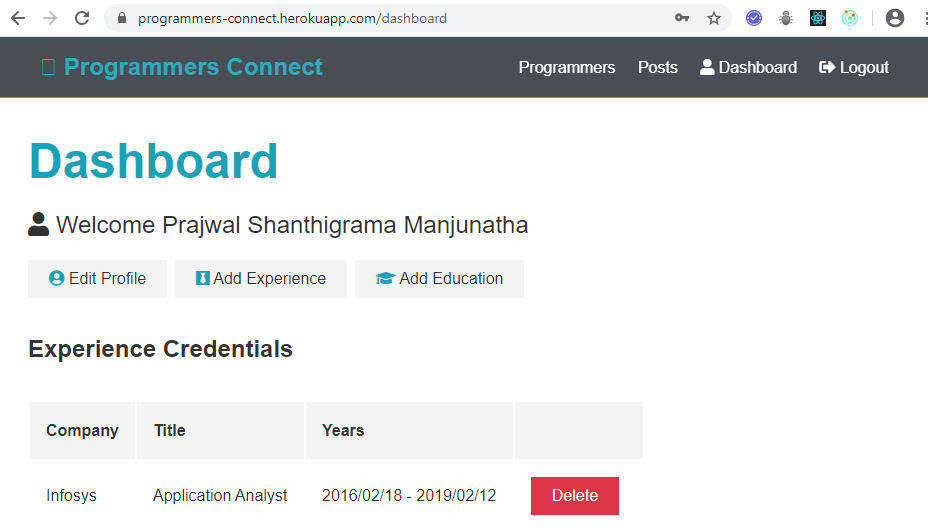 programmers-connect.herokuapp.com/dashboard
Programmers Connect Programmers Posts Dashboard Logout
Dashboard
Welcome Prajwal Shanthigrama Manjunatha
Edit Profile Add Experience Add Education
Experience Credentials
Company Title Years
Infosys Application Analyst 2016/02/18 - 2019/02/12 Delete